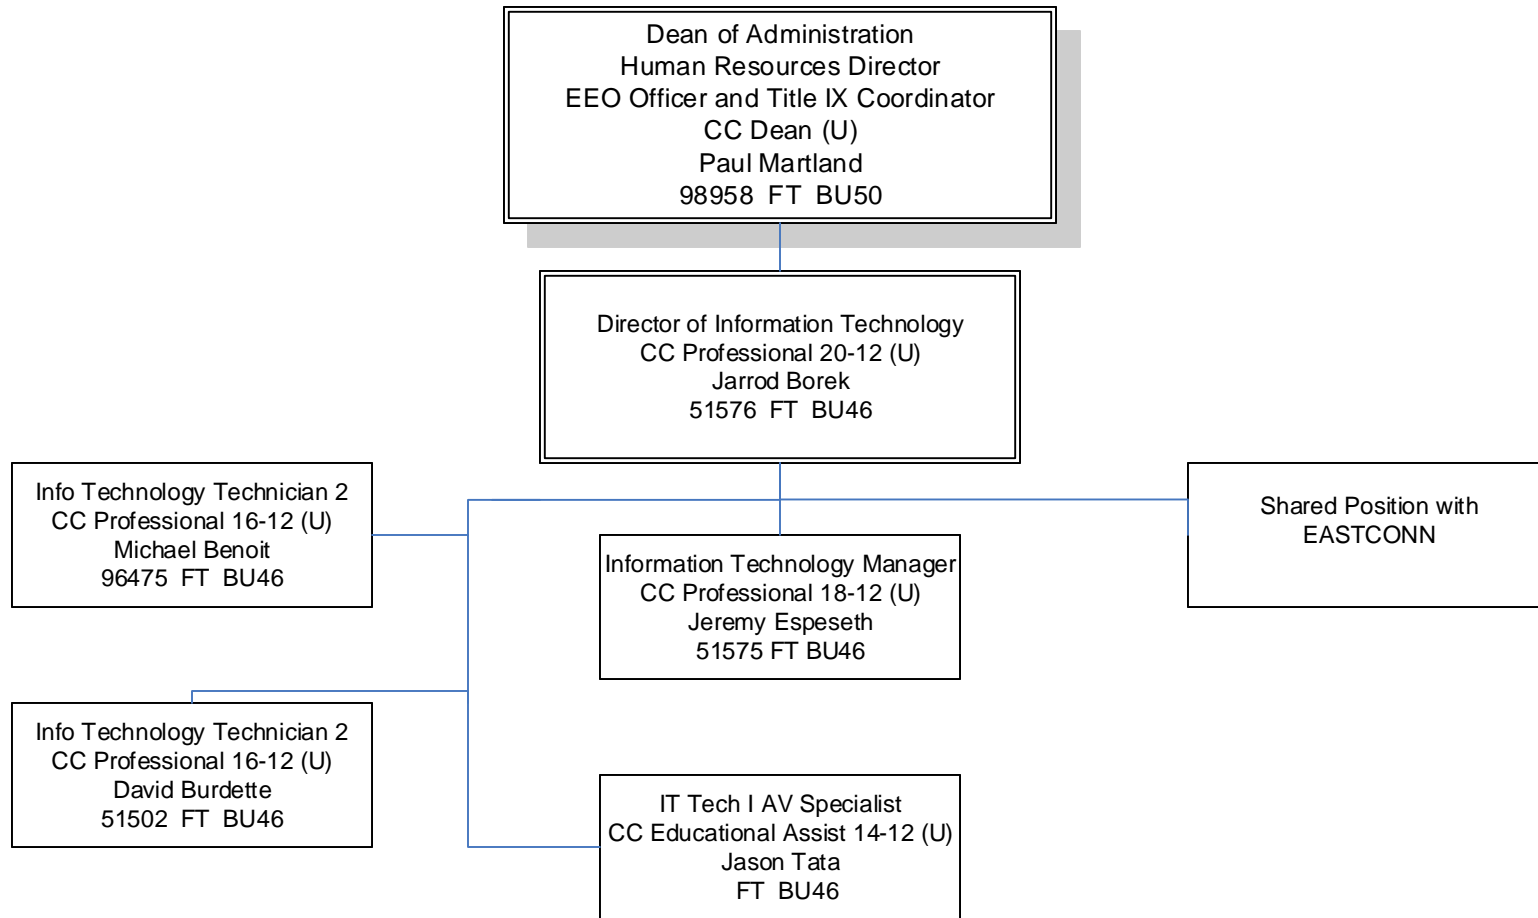 Dean of Administration
Human Resources Director
EEO Officer and Title IX Coordinator
CC Dean (U)
Paul Martland
98958 FT BU50
Director of Information Technology
CC Professional 20-12 (U)
Jarrod Borek
51576 FT BU46
Info Technology Technician 2
CC Professional 16-12 (U)
Michael Benoit
96475 FT BU46
Information Technology Manager
CC Professional 18-12 (U)
Jeremy Espeseth
51575 FT BU46
Shared Position with
EASTCONN
Info Technology Technician 2
CC Professional 16-12 (U)
David Burdette
51502 FT BU46
IT Tech I AV Specialist
CC Educational Assist 14-12 (U)
Jason Tata
FT BU46